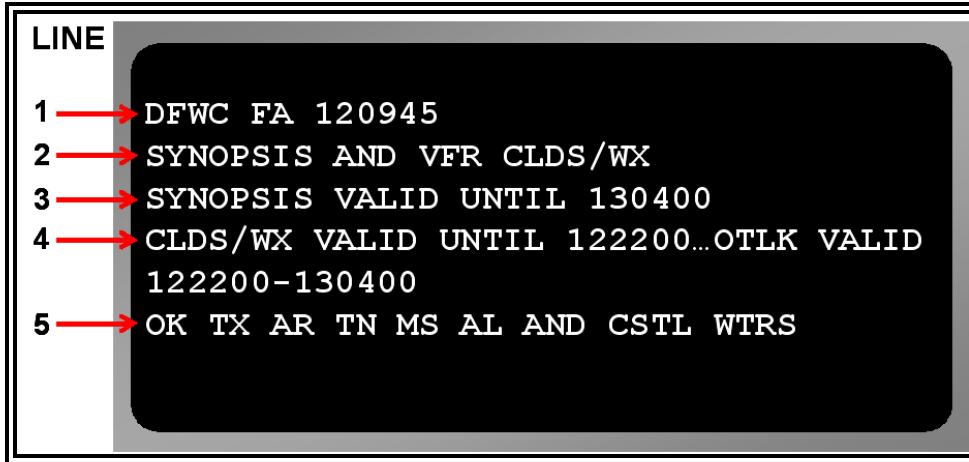 LINE
1 DFWC FA 120945
2 SYNOPSIS AND VFR CLDS/WX
3 SYNOPSIS VALID UNTIL 130400
4 CLDS/WX VALID UNTIL 122200…OTLK VALID
122200-130400
5 OK TX AR TN MS AL AND CSTL WTRS